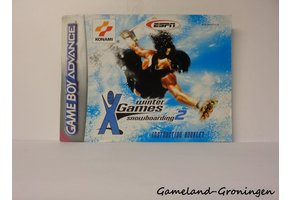 GAME BOY ADVANCE
KONAMI
ESPN
winter
X Games
snowboarding 2
INSTRUCTION BOOKLET
Gameland-Groningen